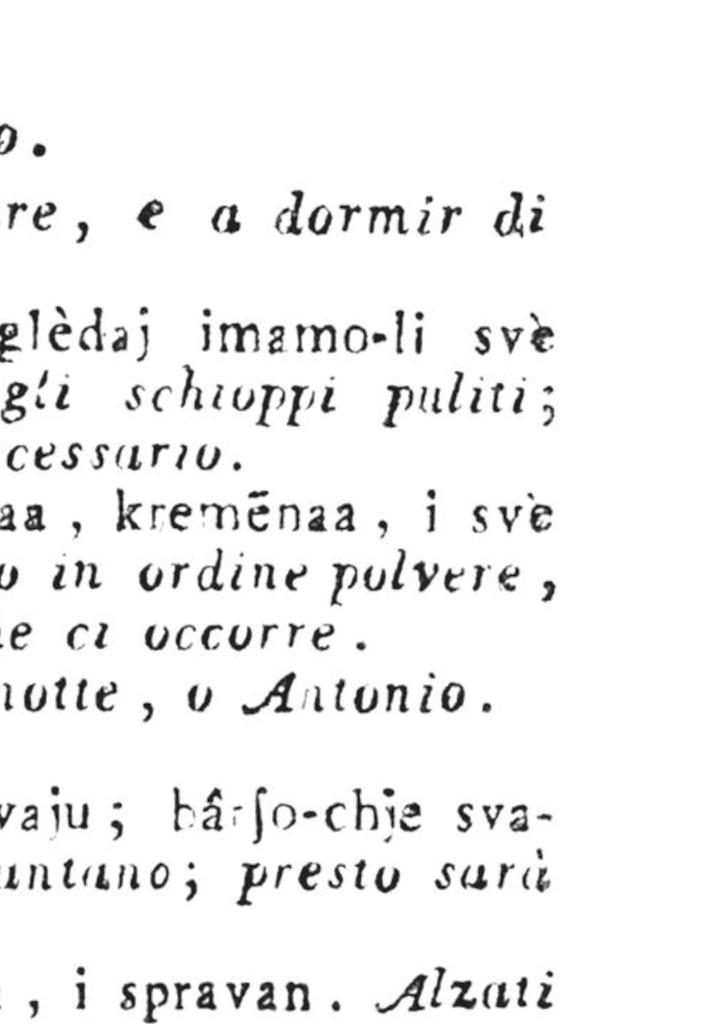 o.
re, e a dormir di
glèdaj imamo-li svè
gli schioppi puliti;
cessario.
aa, kremēnaa, i svè
o in ordine polvere,
e ci occorre.
notte, o Antonio.
vaju; bârſo-chje sva-
untano; presto sarà
, i spravan. Alzati